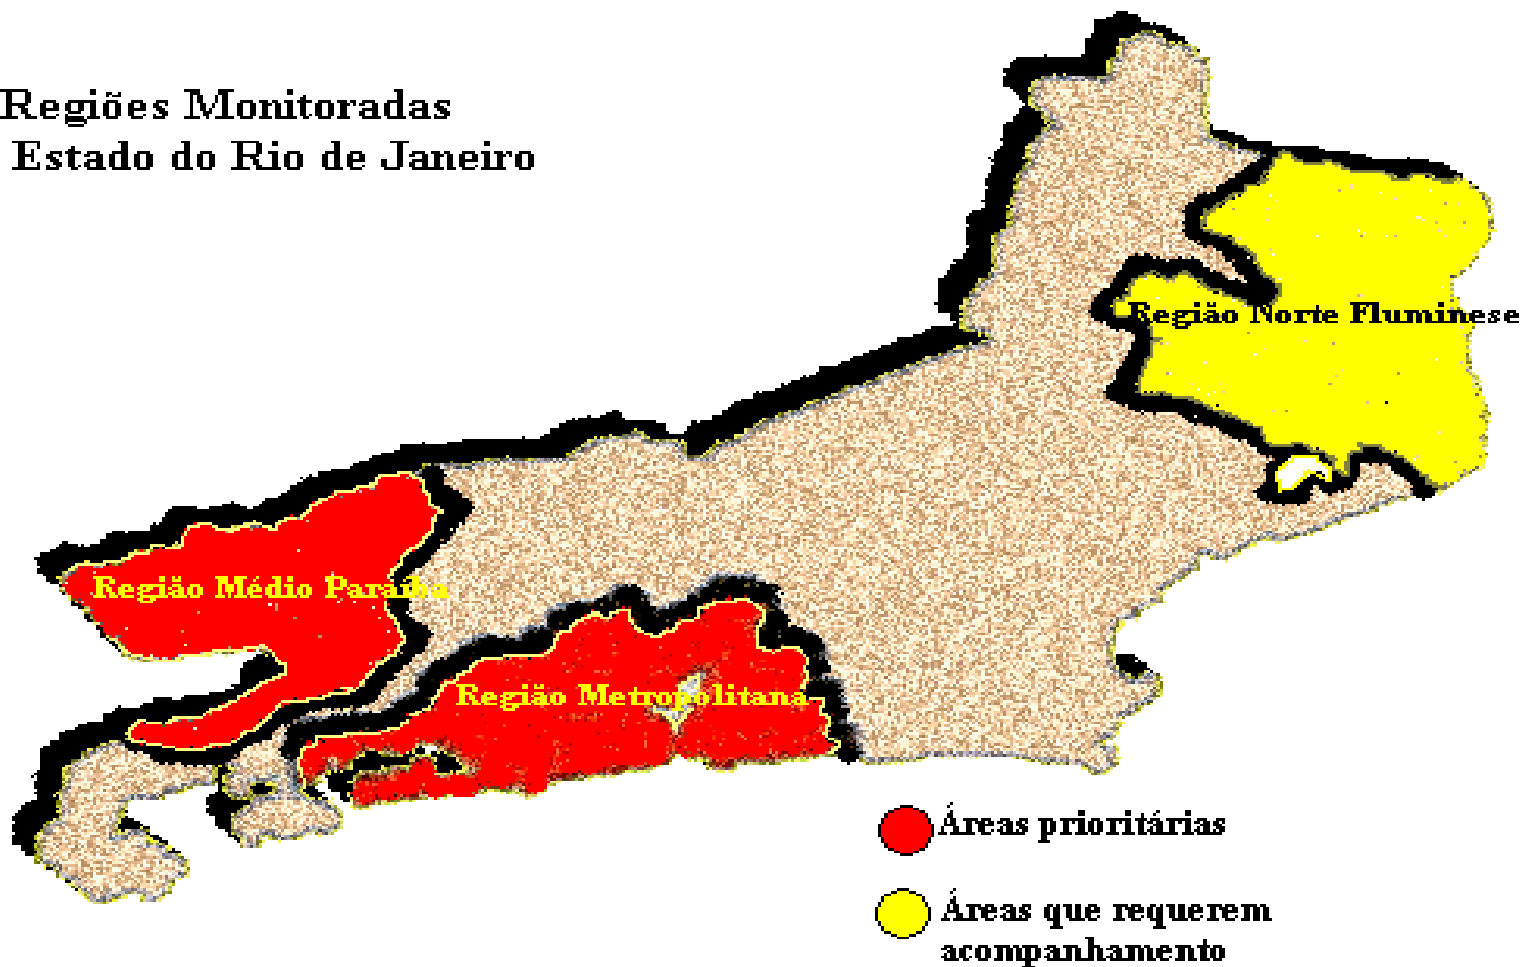 Regiões Monitoradas
Estado do Rio de Janeiro
Região Norte Fluminese
Região Médio Paraíba
Região Metropolitana
Áreas prioritárias
Áreas que requerem
acompanhamento